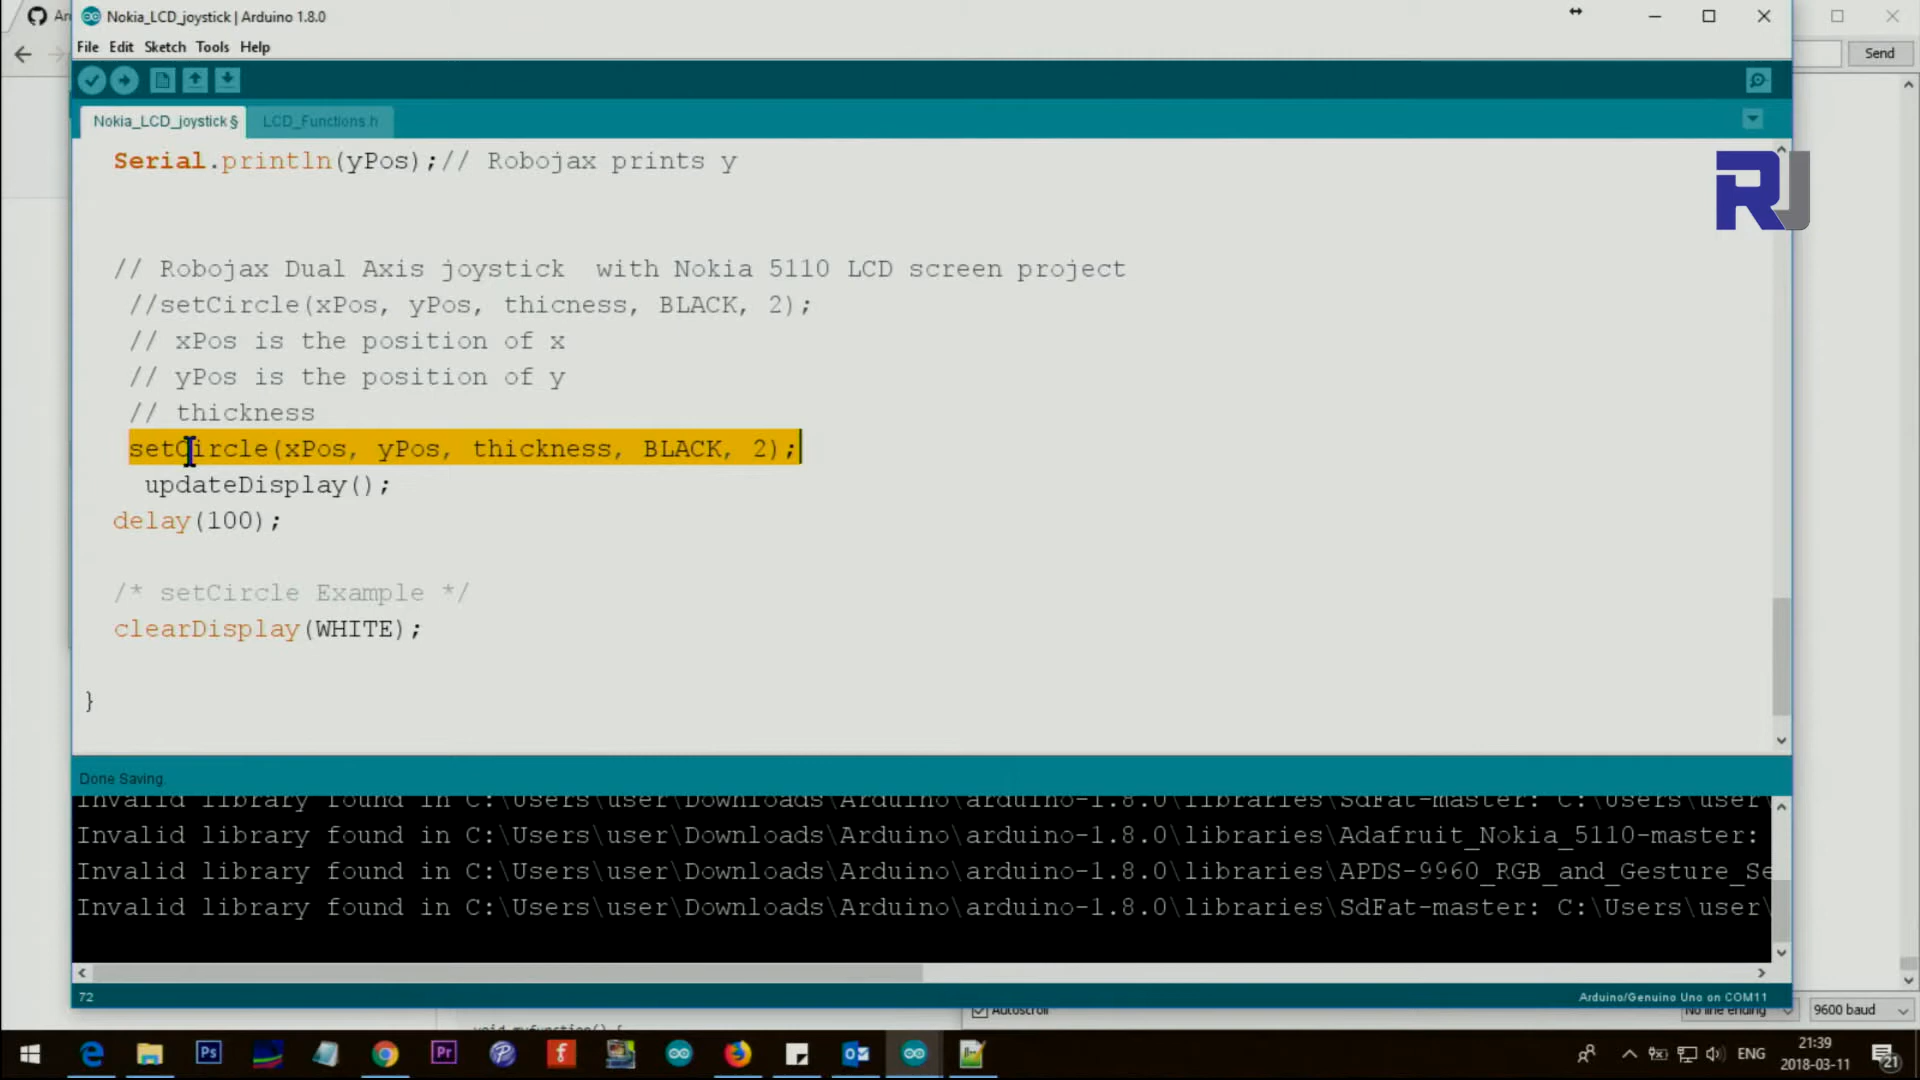 Ar
Nokia_LCD_joystick | Arduino 1.8.0
File Edit Sketch Tools Help
Send
Nokia_LCD_joystick §
LCD_Functions.h
Serial.println(yPos);// Robojax prints y
RJ
// Robojax Dual Axis joystick  with Nokia 5110 LCD screen project
//setCircle(xPos, yPos, thicness, BLACK, 2);
// xPos is the position of x
// yPos is the position of y
// thickness
setCircle(xPos, yPos, thickness, BLACK, 2);
updateDisplay();
delay(100);
/* setCircle Example */
clearDisplay(WHITE);
}
Done Saving.
Invalid library found in C:\Users\user\Downloads\Arduino\arduino-1.8.0\libraries\SdFat-master: C:\Users\user\
Invalid library found in C:\Users\user\Downloads\Arduino\arduino-1.8.0\libraries\Adafruit_Nokia_5110-master:
Invalid library found in C:\Users\user\Downloads\Arduino\arduino-1.8.0\libraries\APDS-9960_RGB_and_Gesture_Se
Invalid library found in C:\Users\user\Downloads\Arduino\arduino-1.8.0\libraries\SdFat-master: C:\Users\user\
72
Arduino/Genuino Uno on COM11
Autoscroll
No line ending
9600 baud
void myfunction() {
Ps
Pr
ENG
21:39
2018-03-11
21